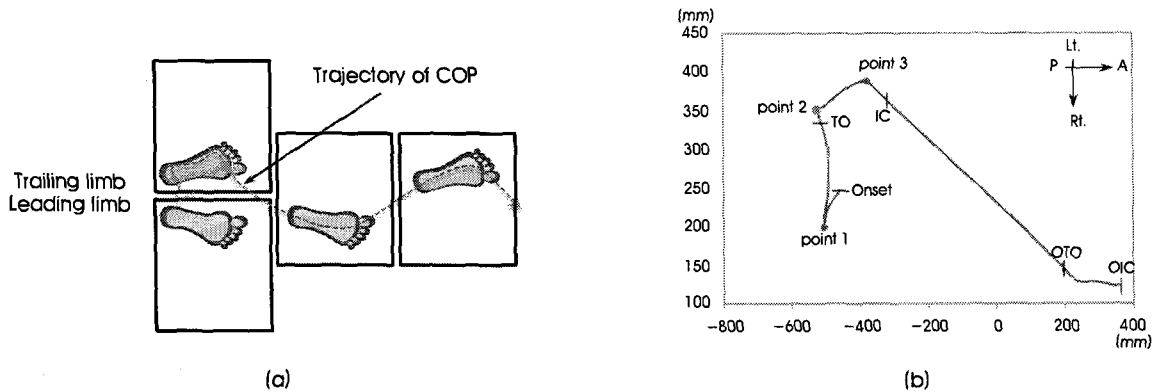 Trajectory of COP
Trailing limb
Leading limb
(a)
(mm)
450
400
350
300
250
200
150
100
point 3
point 2
TO
IC
Onset
point 1
OTO
OIC
Lt.
P
A
Rt.
−800
−600
−400
−200
0
200
400
(mm)
(b)